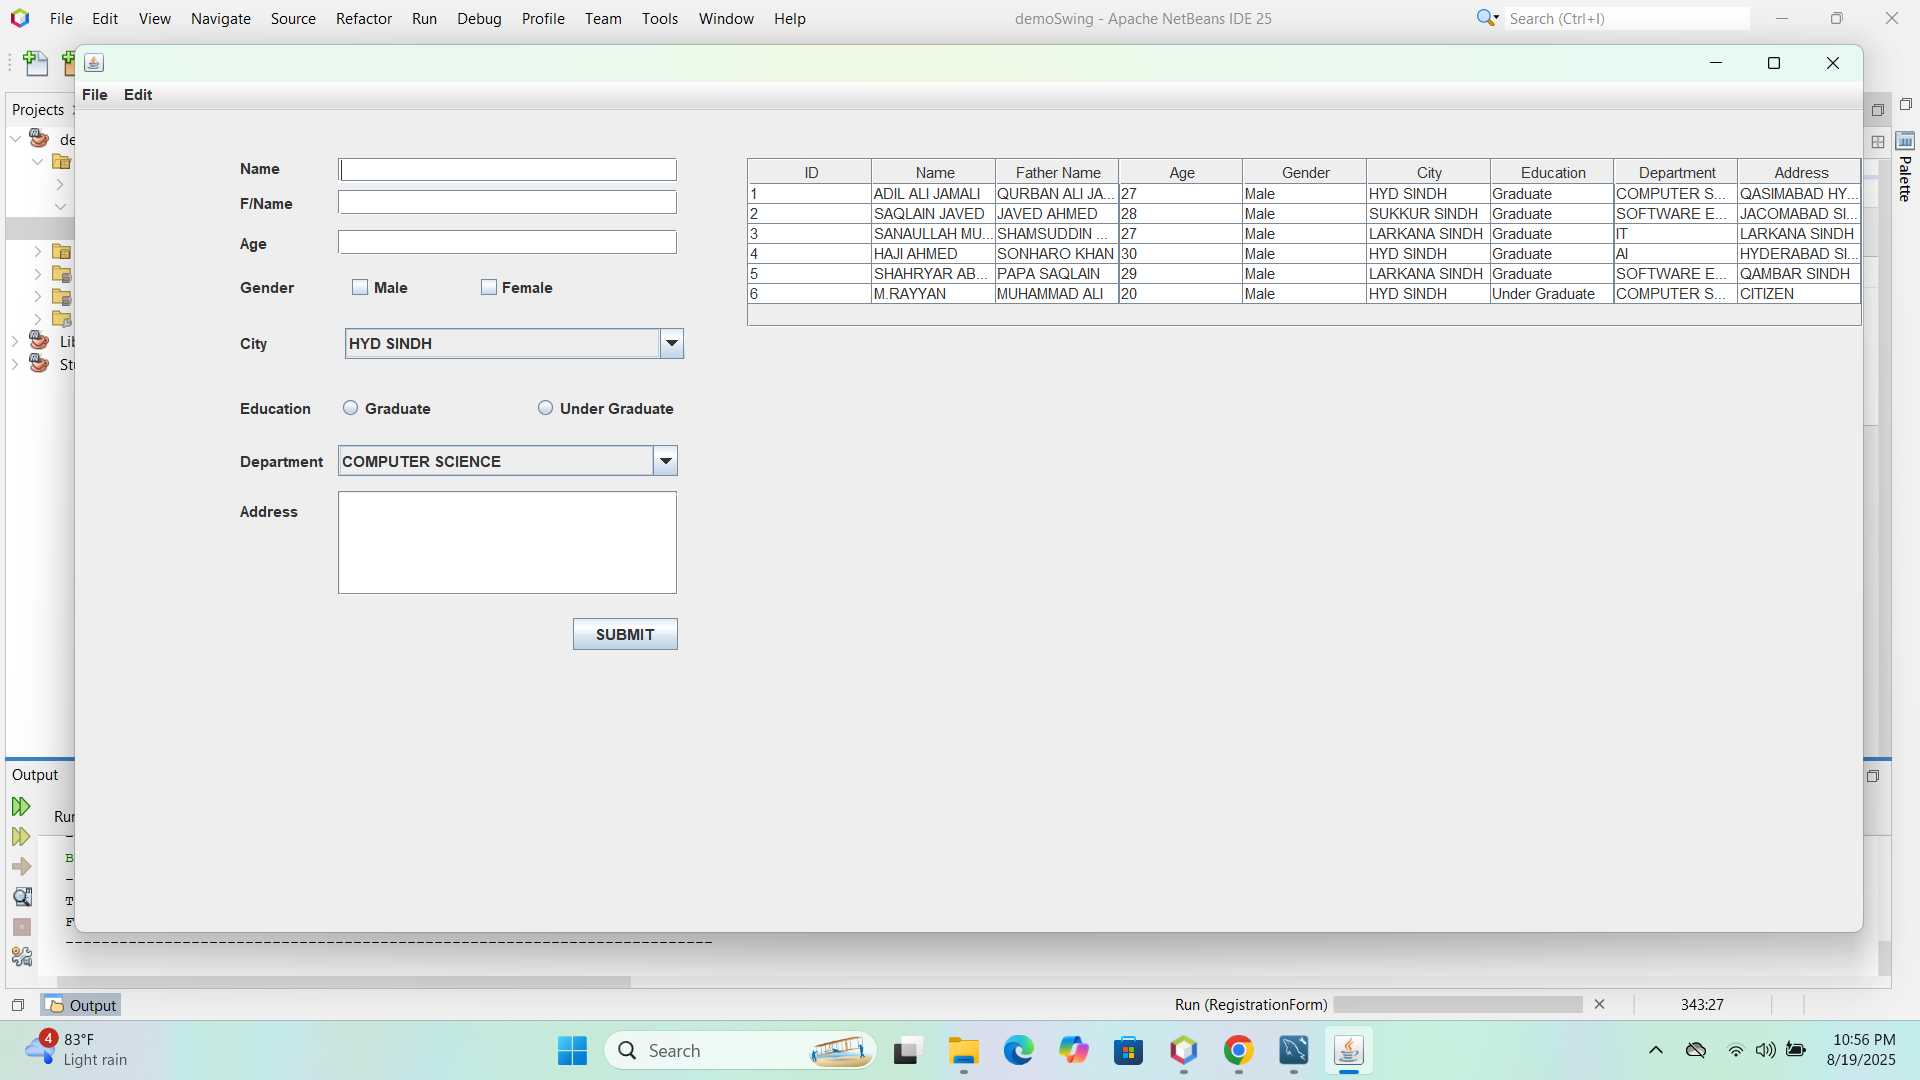 File Edit View Navigate Source Refactor Run Debug Profile Team Tools Window Help
demoSwing - Apache NetBeans IDE 25
Search (Ctrl+I)
File Edit
Projects
de
Lib
Palette
Name
F/Name
Age
Gender Male Female
City HYD SINDH
Education Graduate Under Graduate
Department COMPUTER SCIENCE
Address
SUBMIT
ID Name Father Name Age Gender City Education Department Address
1 ADIL ALI JAMALI QURBAN ALI JA... 27 Male HYD SINDH Graduate COMPUTER S... QASIMABAD HY...
2 SAQLAIN JAVED JAVED AHMED 28 Male SUKKUR SINDH Graduate SOFTWARE E... JACOMABAD SI...
3 SANAULLAH MU... SHAMSUDDIN ... 27 Male LARKANA SINDH Graduate IT LARKANA SINDH
4 HAJI AHMED SONHARO KHAN 30 Male HYD SINDH Graduate AI HYDERABAD SI...
5 SHAHRYAR AB... PAPA SAQLAIN 29 Male LARKANA SINDH Graduate SOFTWARE E... QAMBAR SINDH
6 M.RAYYAN MUHAMMAD ALI 20 Male HYD SINDH Under Graduate COMPUTER S... CITIZEN
Output
Run
B
T
F
------------------------------------------------------------------------
Output
Run (RegistrationForm)
343:27
4
83°F
Light rain
Search
10:56 PM
8/19/2025